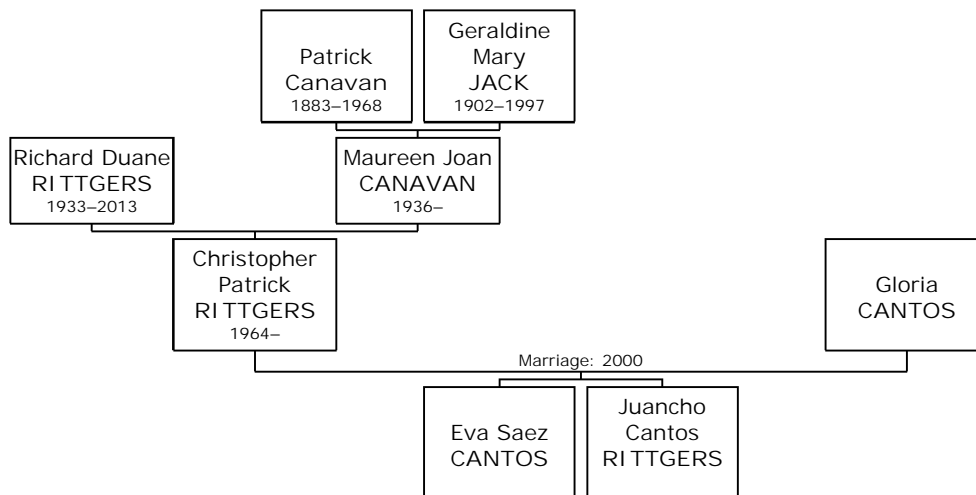 Patrick
Canavan
1883–1968
Geraldine
Mary
JACK
1902–1997
Richard Duane
RITTGERS
1933–2013
Maureen Joan
CANAVAN
1936–
Christopher
Patrick
RITTGERS
1964–
Gloria
CANTOS
Marriage: 2000
Eva Saez
CANTOS
Juancho
Cantos
RITTGERS